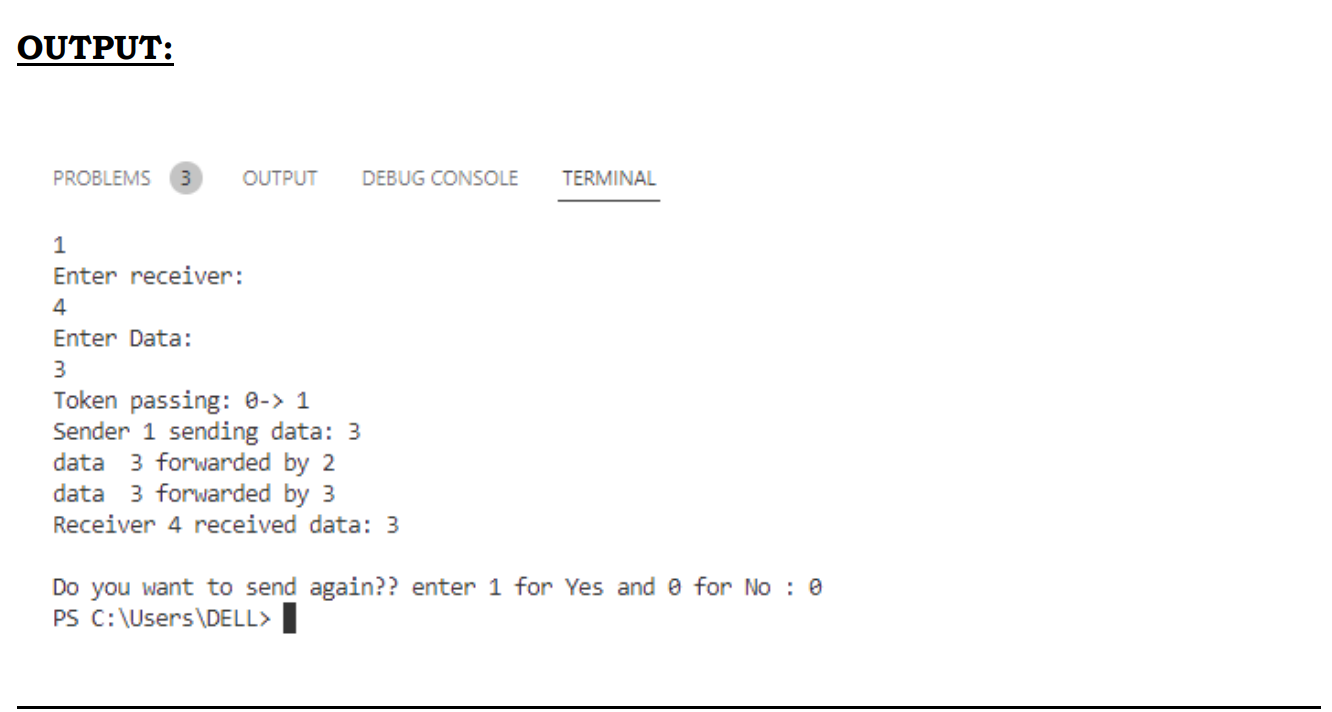 OUTPUT:
PROBLEMS 3 OUTPUT DEBUG CONSOLE TERMINAL
1
Enter receiver:
4
Enter Data:
3
Token passing: 0-> 1
Sender 1 sending data: 3
data  3 forwarded by 2
data  3 forwarded by 3
Receiver 4 received data: 3
Do you want to send again?? enter 1 for Yes and 0 for No : 0
PS C:\Users\DELL>